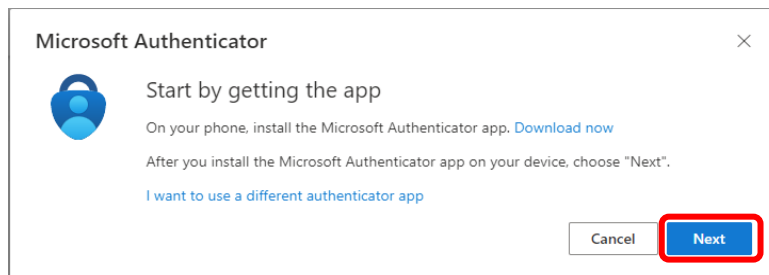 Microsoft Authenticator
Start by getting the app
On your phone, install the Microsoft Authenticator app. Download now
After you install the Microsoft Authenticator app on your device, choose "Next".
I want to use a different authenticator app
Cancel
Next